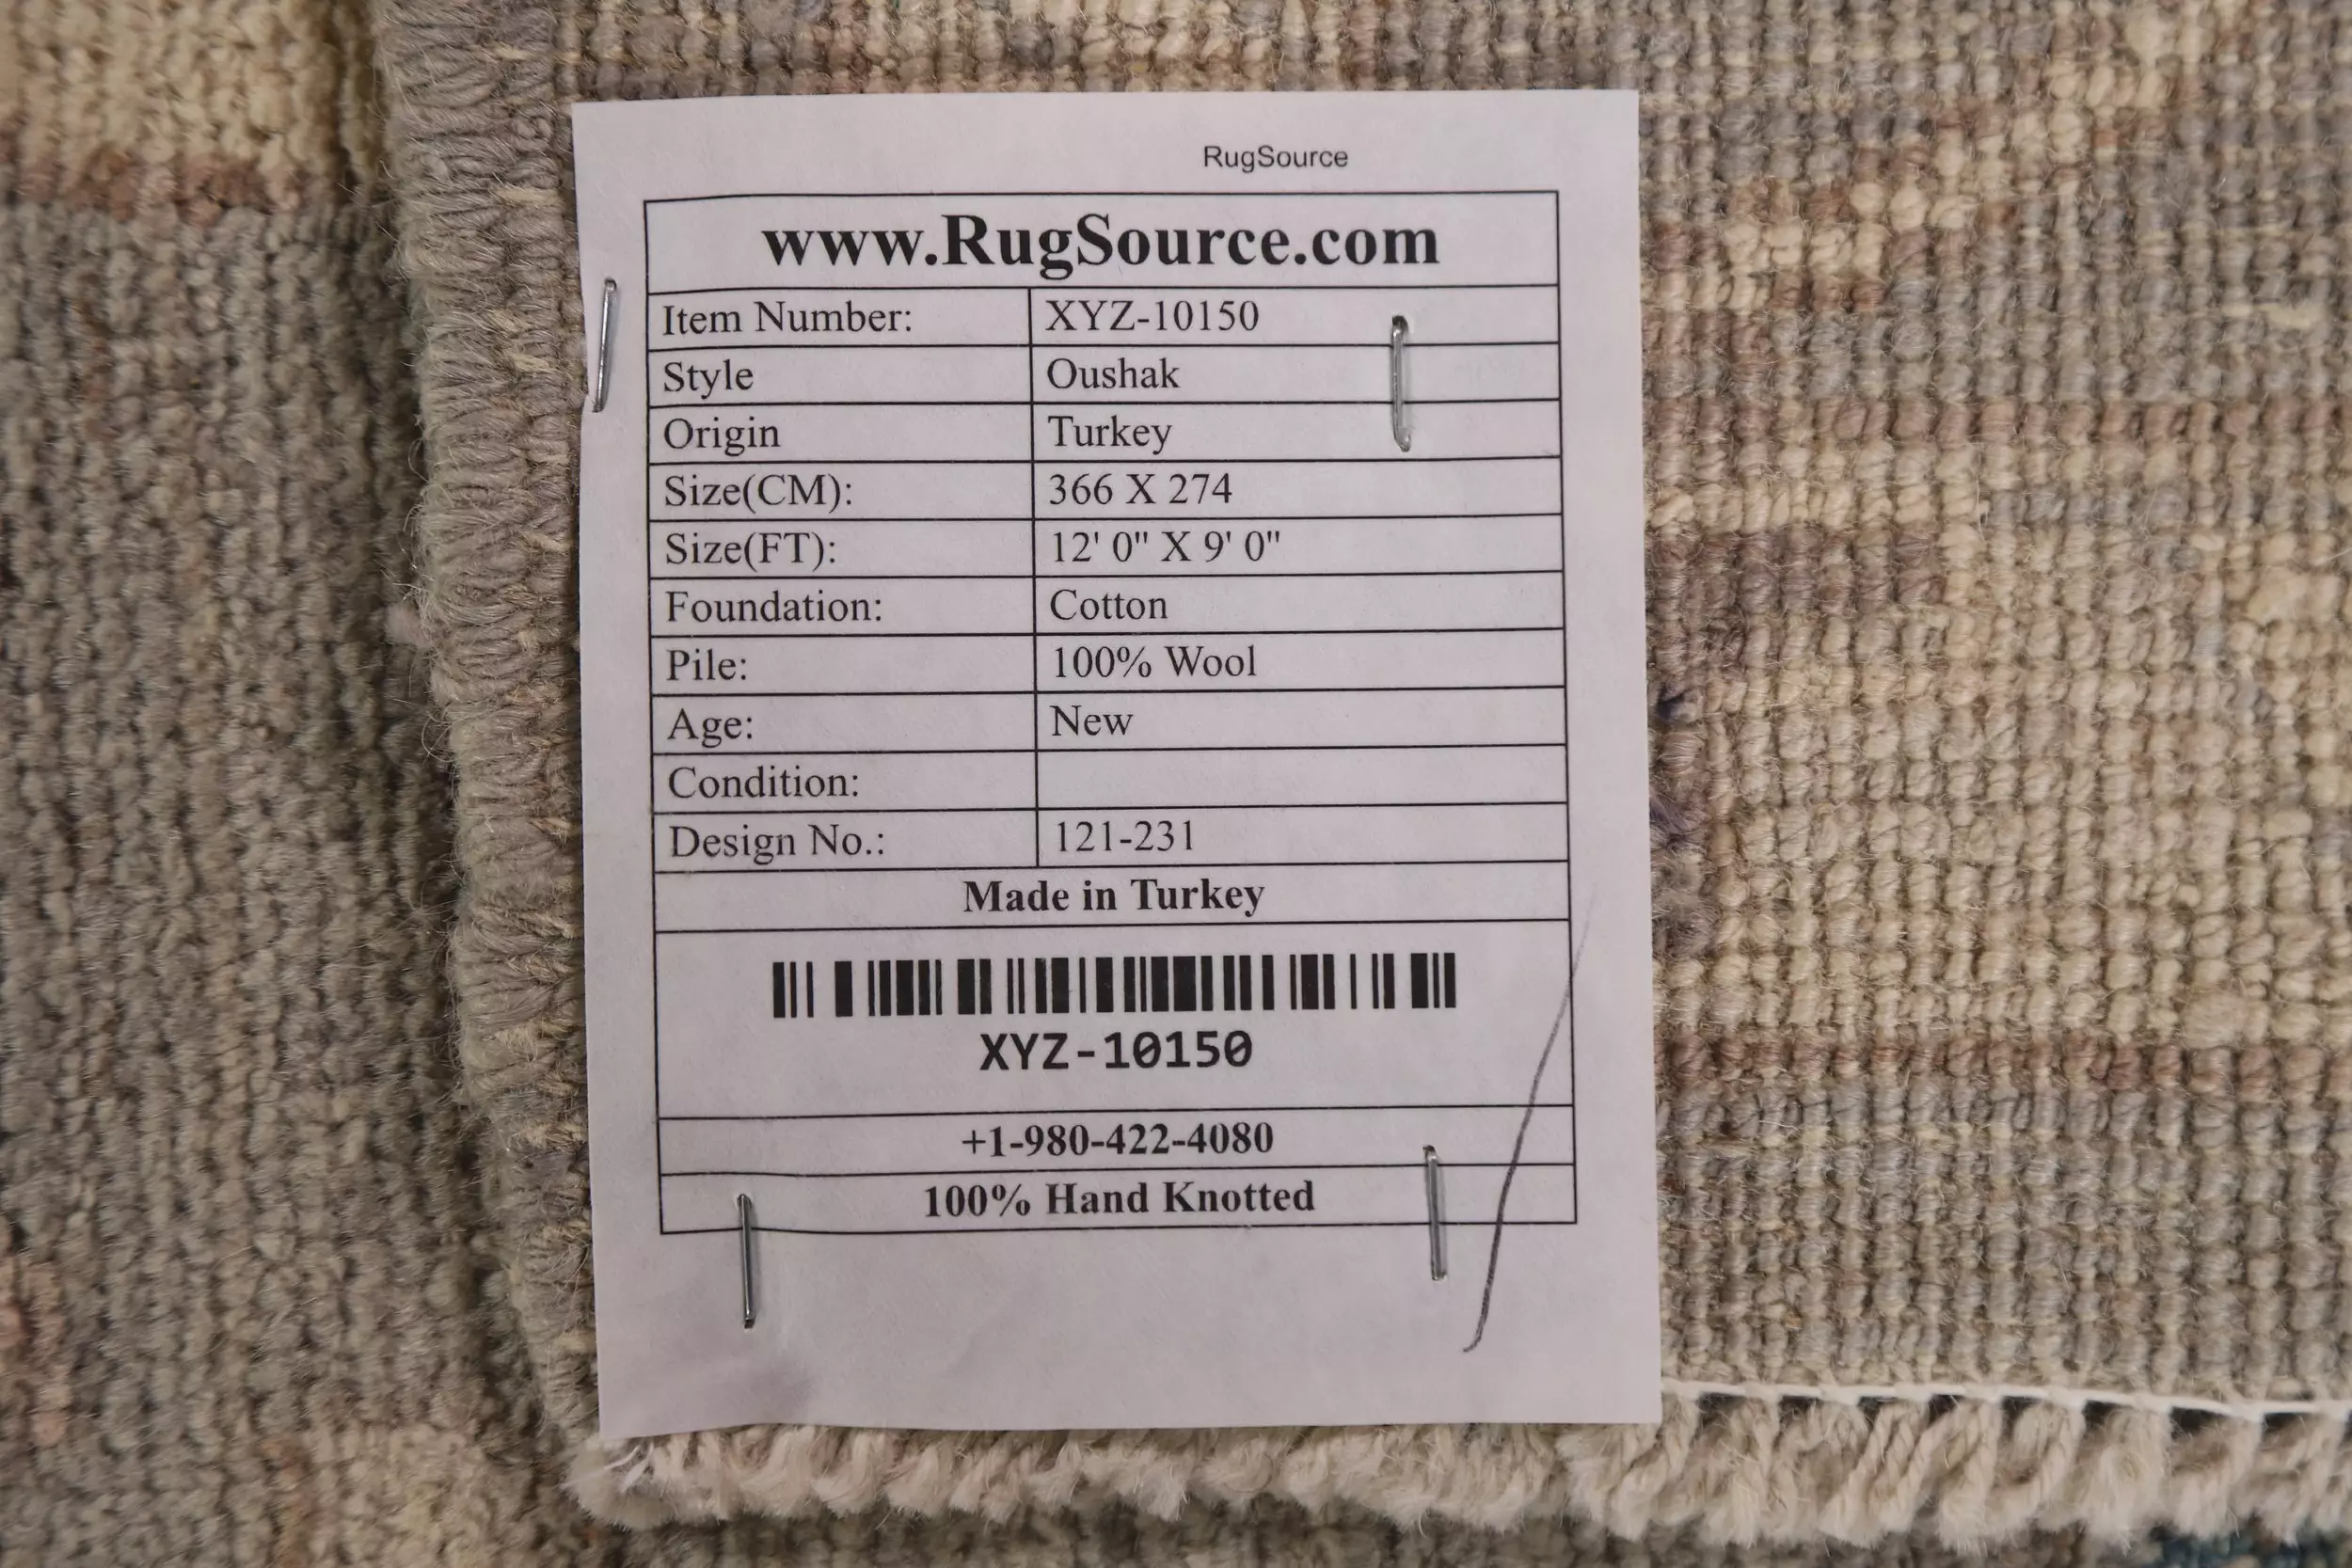 RugSource
www.RugSource.com
Item Number: XYZ-10150
Style Oushak
Origin Turkey
Size(CM): 366 X 274
Size(FT): 12' 0" X 9' 0"
Foundation: Cotton
Pile: 100% Wool
Age: New
Condition:
Design No.: 121-231
Made in Turkey
XYZ-10150
+1-980-422-4080
100% Hand Knotted